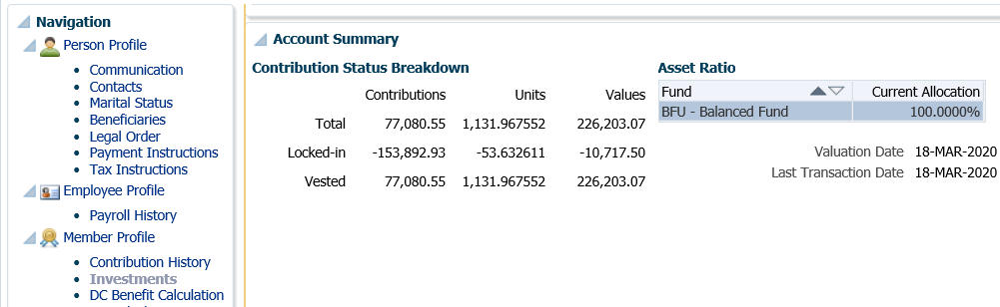 Navigation
Person Profile
Communication
Contacts
Marital Status
Beneficiaries
Legal Order
Payment Instructions
Tax Instructions
Employee Profile
Payroll History
Member Profile
Contribution History
Investments
DC Benefit Calculation
Account Summary
Contribution Status Breakdown
Contributions Units Values
Total 77,080.55 1,131.967552 226,203.07
Locked-in -153,892.93 -53.632611 -10,717.50
Vested 77,080.55 1,131.967552 226,203.07
Asset Ratio
Fund Current Allocation
BFU - Balanced Fund 100.0000%
Valuation Date 18-MAR-2020
Last Transaction Date 18-MAR-2020